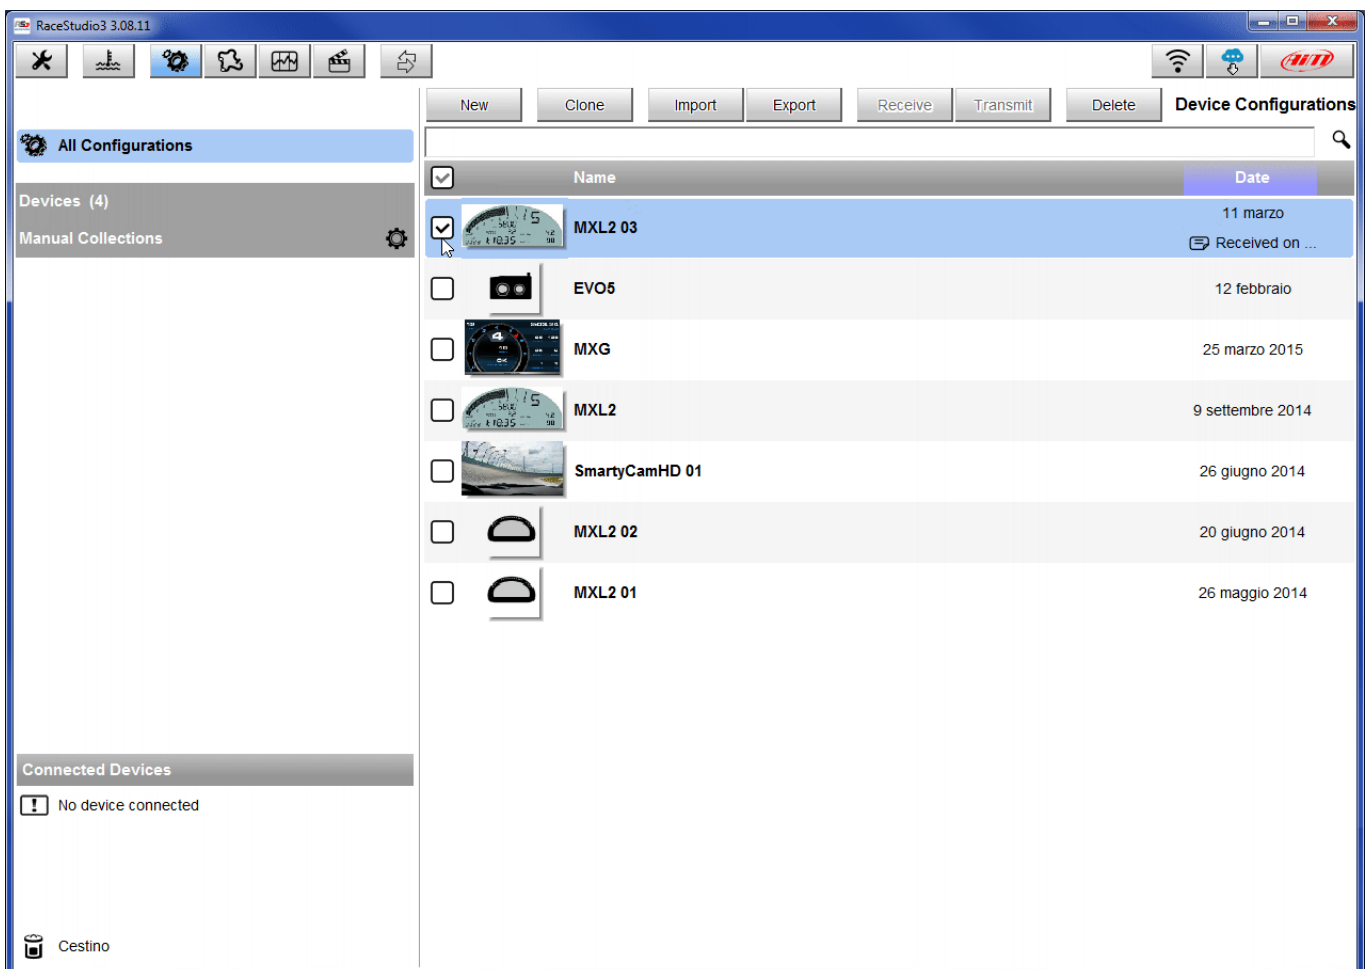 RaceStudio3 3.08.11
AiM
New Clone Import Export Receive Transmit Delete Device Configurations
All Configurations
Name Date
Devices (4)
Manual Collections
MXL2 03 11 marzo
Received on ...
EVO5 12 febbraio
MXG 25 marzo 2015
MXL2 9 settembre 2014
SmartyCamHD 01 26 giugno 2014
MXL2 02 20 giugno 2014
MXL2 01 26 maggio 2014
Connected Devices
No device connected
Cestino